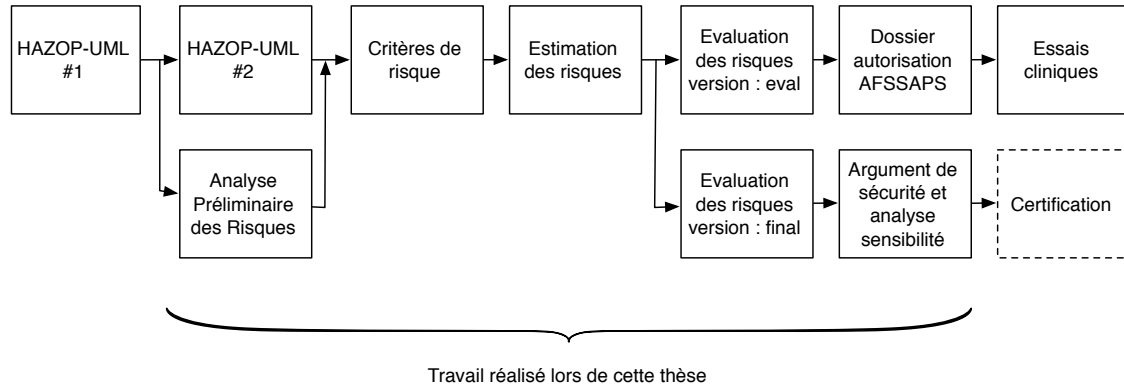 HAZOP-UML
#1
HAZOP-UML
#2
Critères de
risque
Estimation
des risques
Evaluation
des risques
version : eval
Dossier
autorisation
AFSSAPS
Essais
cliniques
Analyse
Préliminaire
des Risques
Evaluation
des risques
version : final
Argument de
sécurité et
analyse
sensibilité
Certification
Travail réalisé lors de cette thèse